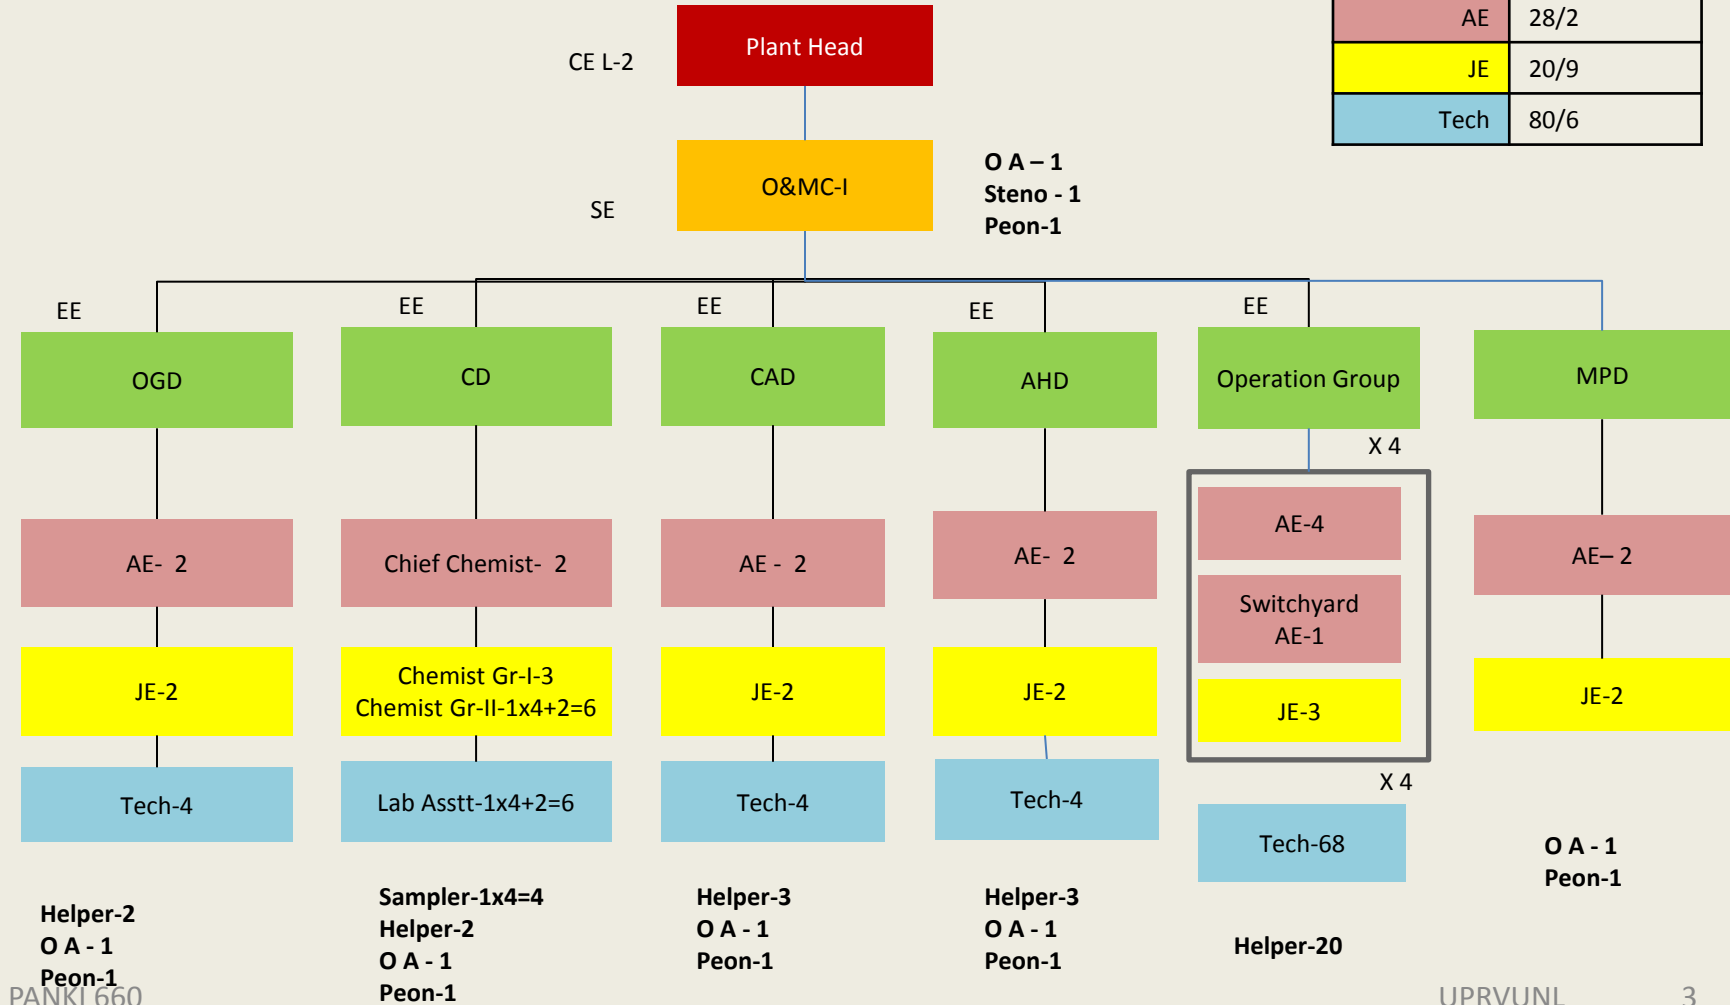 Plant Head
CE L-2
AE 28/2
JE 20/9
Tech 80/6
O&MC-I
SE
O A – 1
Steno - 1
Peon-1
EE
EE
EE
EE
EE
OGD
CD
CAD
AHD
Operation Group
MPD
X 4
AE- 2
Chief Chemist- 2
AE - 2
AE- 2
AE-4
Switchyard
AE-1
JE-3
AE– 2
JE-2
Chemist Gr-I-3
Chemist Gr-II-1x4+2=6
JE-2
JE-2
JE-2
X 4
Tech-4
Lab Asstt-1x4+2=6
Tech-4
Tech-4
Tech-68
Helper-2
O A - 1
Peon-1
Sampler-1x4=4
Helper-2
O A - 1
Peon-1
Helper-3
O A - 1
Peon-1
Helper-3
O A - 1
Peon-1
Helper-20
O A - 1
Peon-1
PANKI 660
UPRVUNL
3